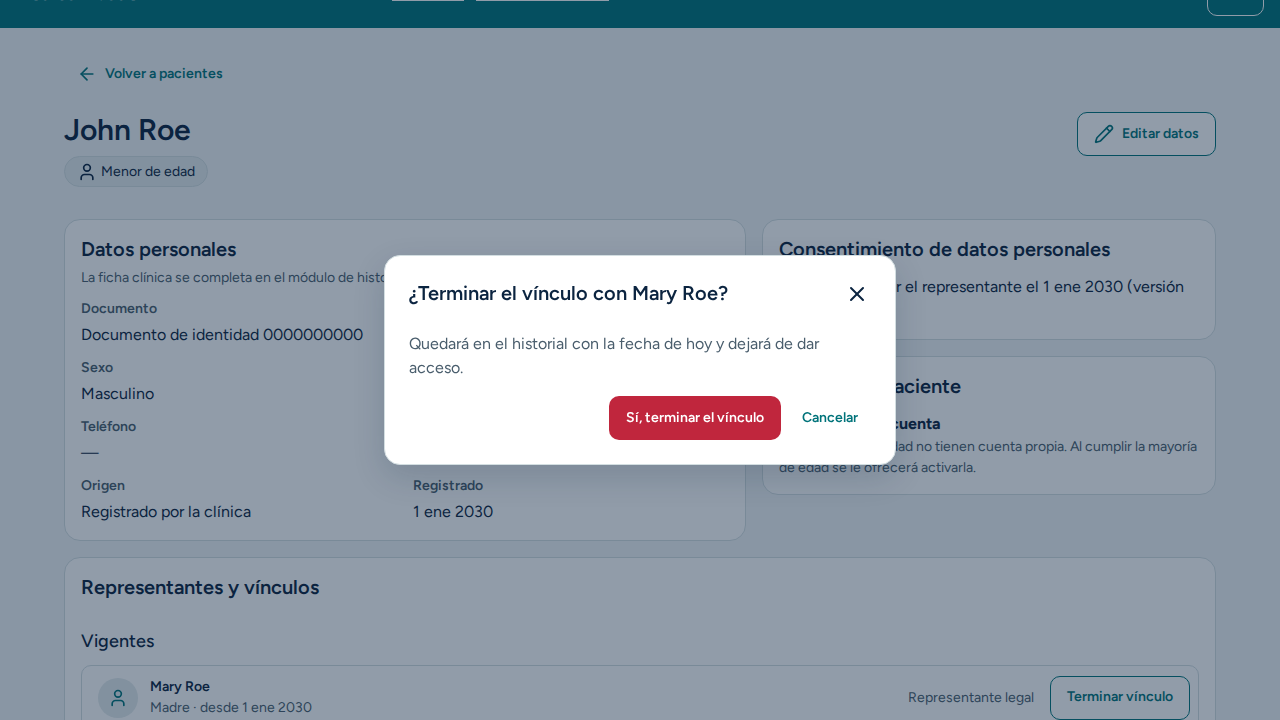 Volver a pacientes
John Roe
Editar datos
Menor de edad
Datos personales
La ficha clínica se completa en el módulo de
Documento
Documento de identidad 0000000000
Sexo
Masculino
Teléfono
—
Origen
Registrado por la clínica
Registrado
1 ene 2030
Consentimiento de datos personales
el representante el 1 ene 2030 (versión
no tienen cuenta propia. Al cumplir la mayoría
de edad se le ofrecerá activarla.
¿Terminar el vínculo con Mary Roe?
Quedará en el historial con la fecha de hoy y dejará de dar
acceso.
Sí, terminar el vínculo
Cancelar
Representantes y vínculos
Vigentes
Mary Roe
Madre · desde 1 ene 2030
Representante legal
Terminar vínculo